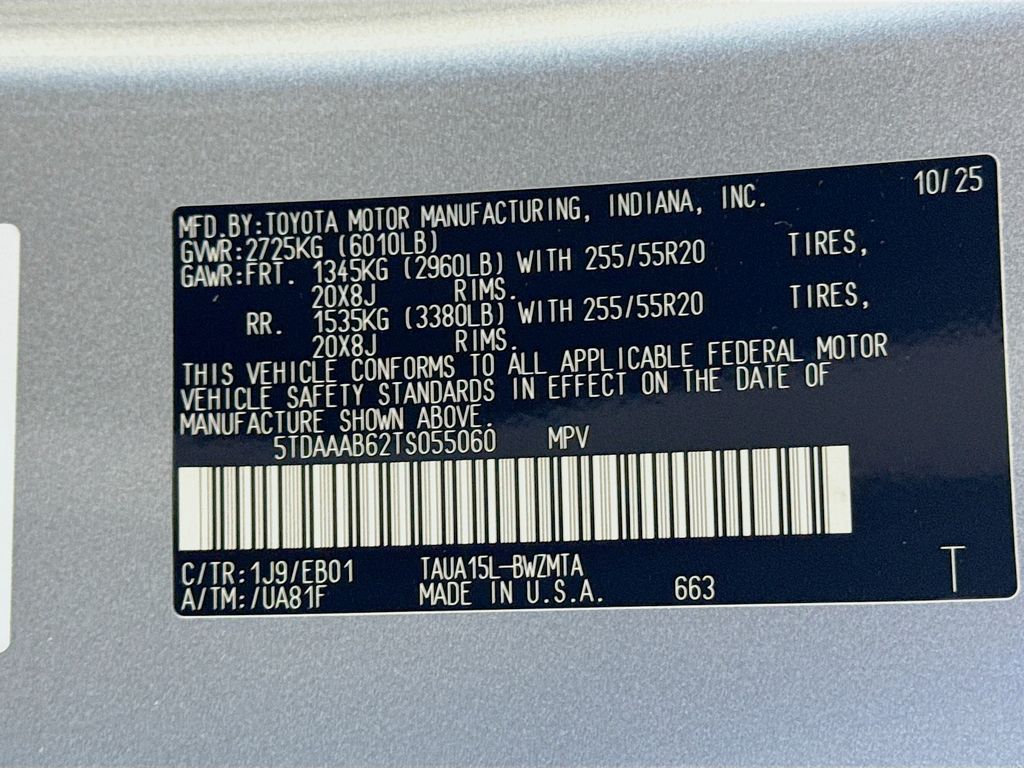 10/25
MFD.BY:TOYOTA MOTOR MANUFACTURING, INDIANA, INC.
GVWR:2725KG (6010LB)
GAWR:FRT. 1345KG (2960LB) WITH 255/55R20 TIRES,
20X8J RIMS.
RR. 1535KG (3380LB) WITH 255/55R20 TIRES,
20X8J RIMS.
THIS VEHICLE CONFORMS TO ALL APPLICABLE FEDERAL MOTOR
VEHICLE SAFETY STANDARDS IN EFFECT ON THE DATE OF
MANUFACTURE SHOWN ABOVE.
5TDAAAB62TS055060 MPV
C/TR:1J9/EB01 TAUA15L-BWZMTA
A/TM:/UA81F MADE IN U.S.A. 663 T